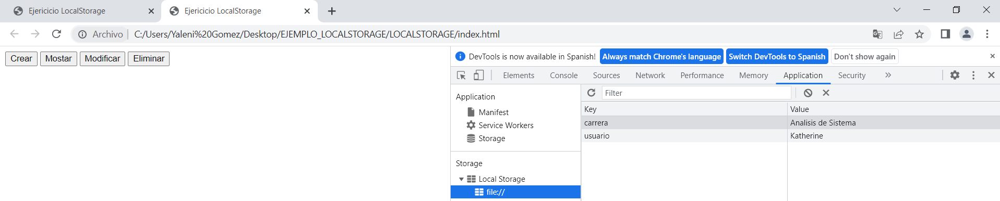 Ejericicio LocalStorage
Ejericicio LocalStorage
Archivo C:/Users/Yaleni%20Gomez/Desktop/EJEMPLO_LOCALSTORAGE/LOCALSTORAGE/index.html
Crear Mostar Modificar Eliminar
DevTools is now available in Spanish! Always match Chrome's language Switch DevTools to Spanish Don't show again
Elements Console Sources Network Performance Memory Application Security
Application
Manifest
Service Workers
Storage
Storage
Local Storage
file://
Filter
Key Value
carrera Analisis de Sistema
usuario Katherine